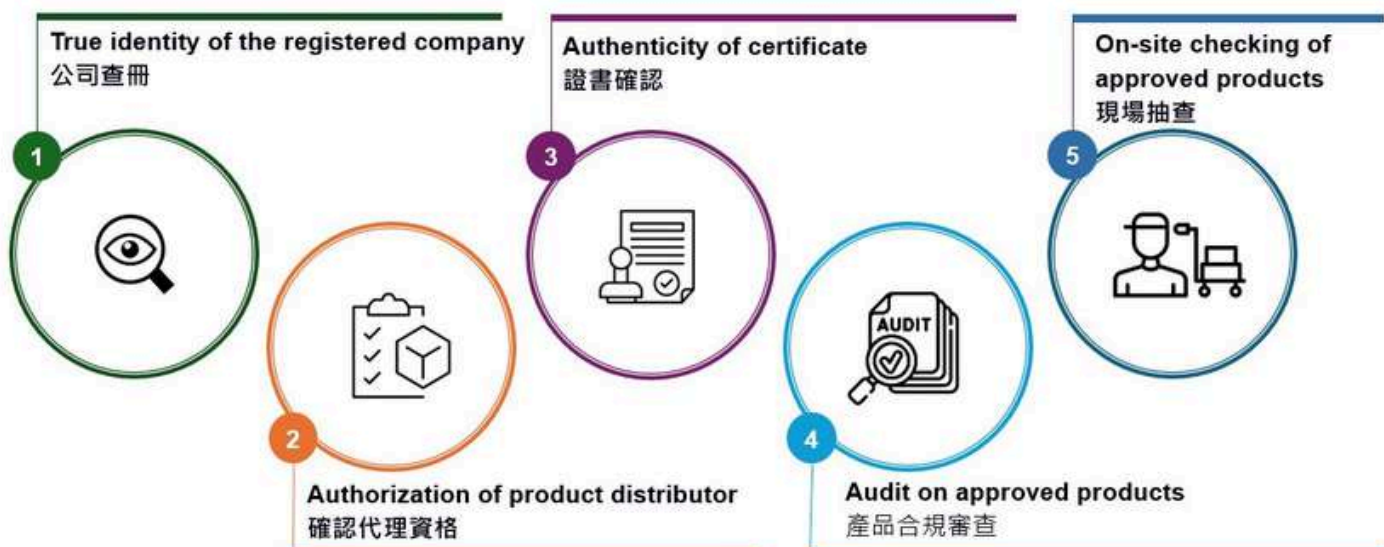 1
True identity of the registered company
公司查冊
2
Authorization of product distributor
確認代理資格
3
Authenticity of certificate
證書確認
4
AUDIT
Audit on approved products
產品合規審查
5
On-site checking of
approved products
現場抽查